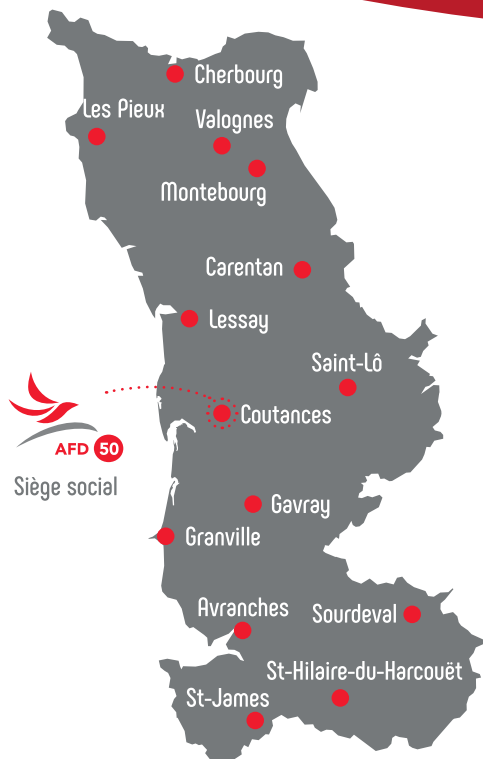 Cherbourg
Les Pieux
Valognes
Montebourg
Carentan
Lessay
Saint-Lô
Coutances
AFD 50
Siège social
Gavray
Granville
Avranches
Sourdeval
St-Hilaire-du-Harcouët
St-James